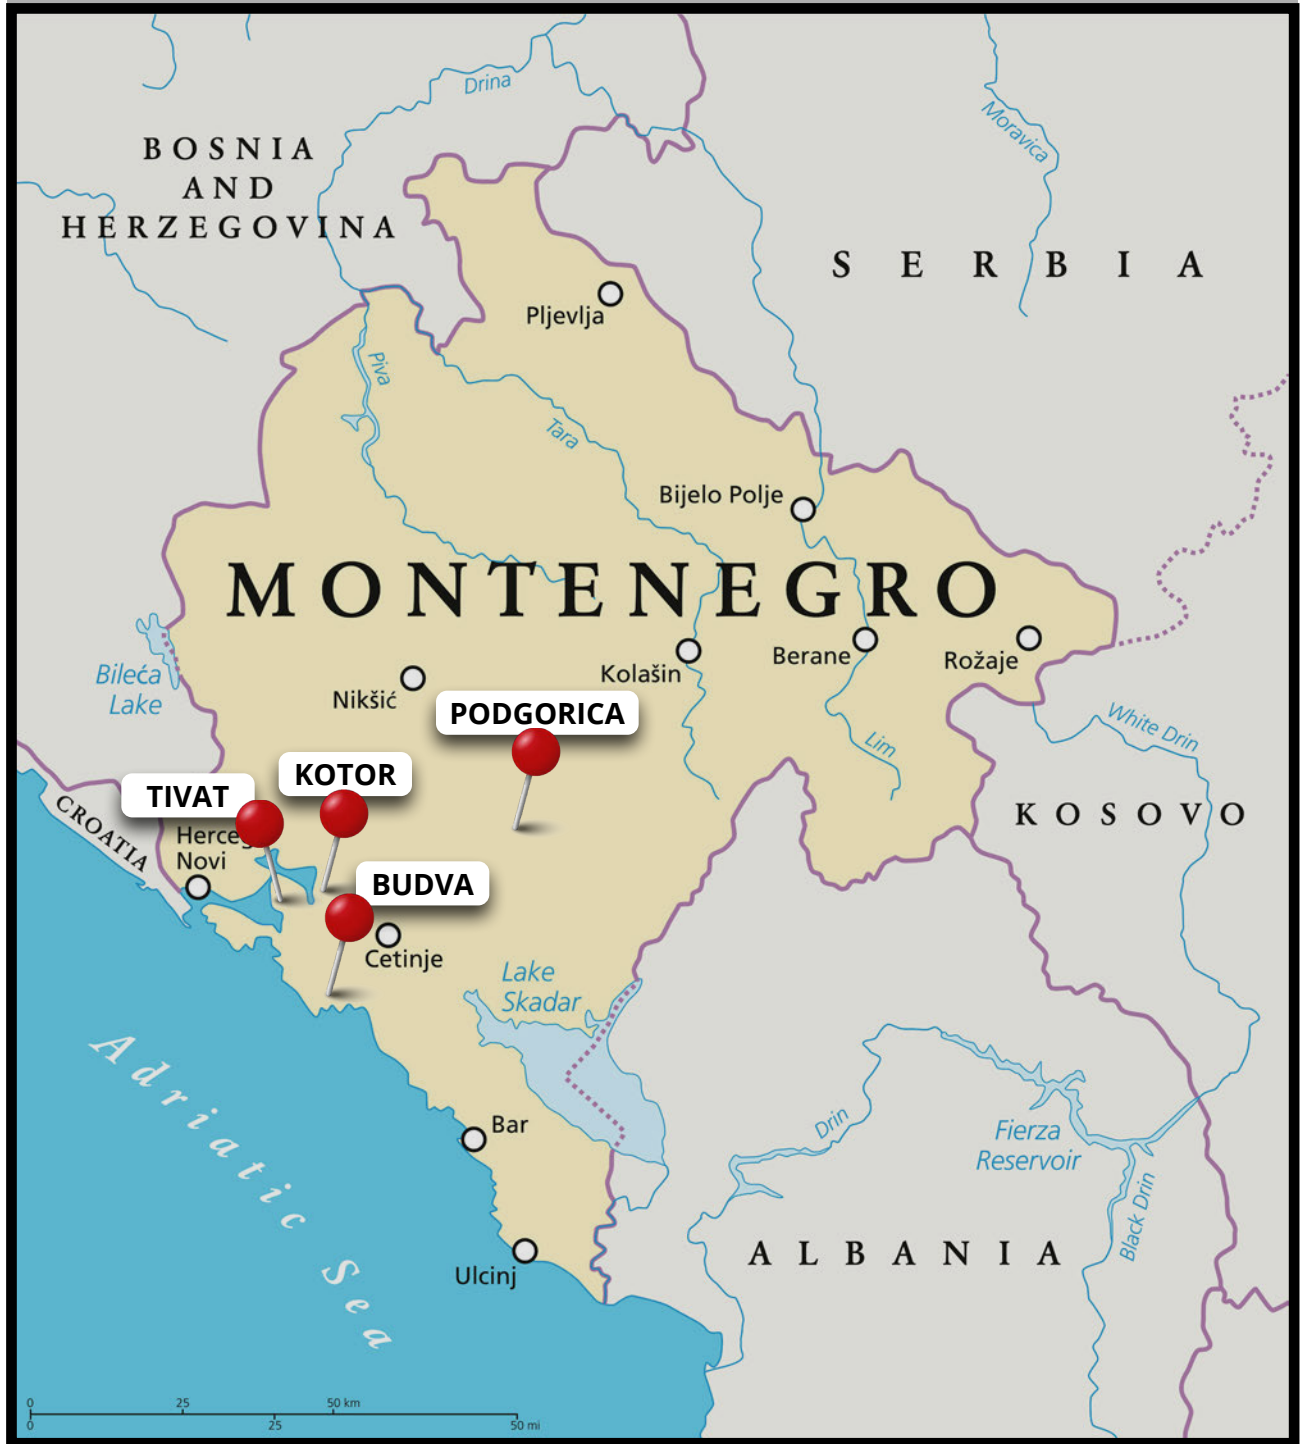 Drina
Moravica
BOSNIA
AND
HERZEGOVINA
SERBIA
Pljevlja
Piva
Tara
Bijelo Polje
MONTENEGRO
Bileća
Lake
Nikšić
Kolašin
Berane
Rožaje
PODGORICA
White Drin
Lim
KOTOR
TIVAT
CROATIA
Herceg
Novi
KOSOVO
BUDVA
Cetinje
Lake
Skadar
Adriatic Sea
Bar
Drin
Fierza
Reservoir
Black Drin
ALBANIA
Ulcinj
0 25 50 km
0 25 50 mi